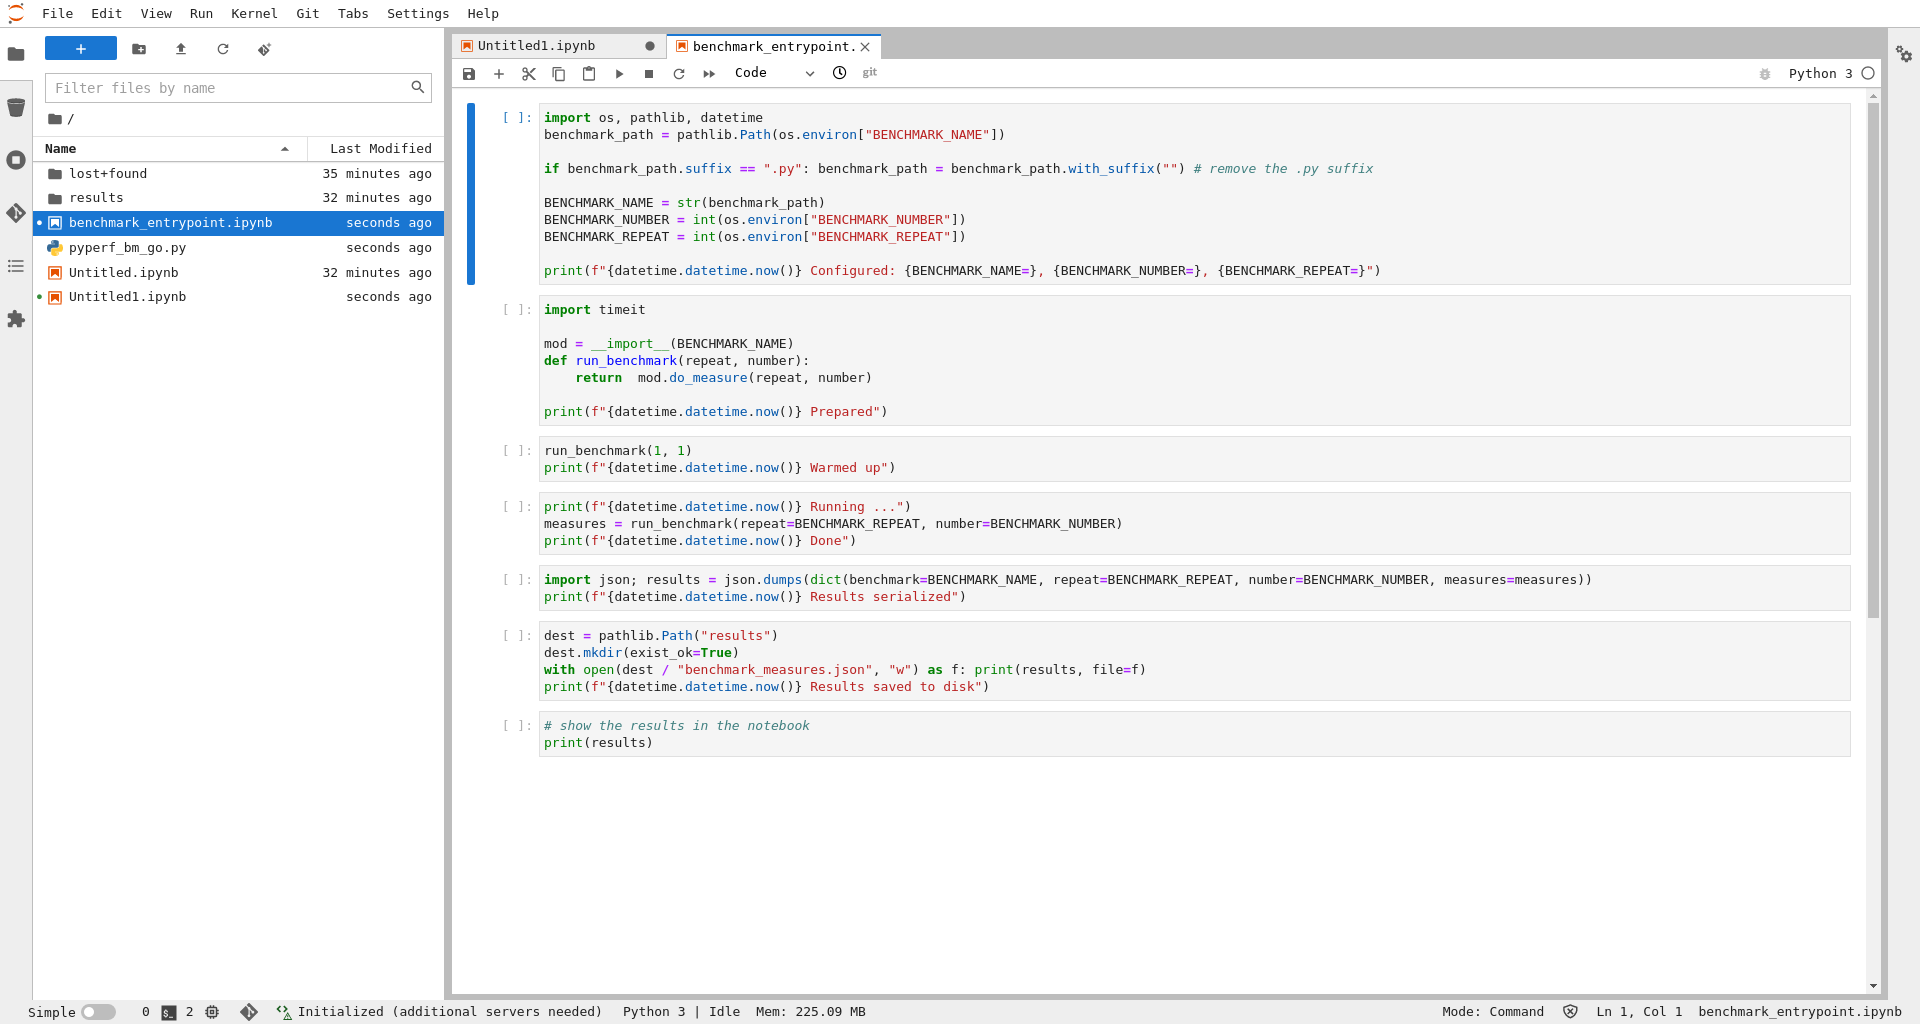 File Edit View Run Kernel Git Tabs Settings Help
Filter files by name
/
Name Last Modified
lost+found 35 minutes ago
results 32 minutes ago
benchmark_entrypoint.ipynb seconds ago
pyperf_bm_go.py seconds ago
Untitled.ipynb 32 minutes ago
Untitled1.ipynb seconds ago
Untitled1.ipynb benchmark_entrypoint.
Code git Python 3
[ ]: import os, pathlib, datetime
benchmark_path = pathlib.Path(os.environ["BENCHMARK_NAME"])
if benchmark_path.suffix == ".py": benchmark_path = benchmark_path.with_suffix("") # remove the .py suffix
BENCHMARK_NAME = str(benchmark_path)
BENCHMARK_NUMBER = int(os.environ["BENCHMARK_NUMBER"])
BENCHMARK_REPEAT = int(os.environ["BENCHMARK_REPEAT"])
print(f"{datetime.datetime.now()} Configured: {BENCHMARK_NAME=}, {BENCHMARK_NUMBER=}, {BENCHMARK_REPEAT=}")
[ ]: import timeit
mod = __import__(BENCHMARK_NAME)
def run_benchmark(repeat, number):
    return  mod.do_measure(repeat, number)
print(f"{datetime.datetime.now()} Prepared")
[ ]: run_benchmark(1, 1)
print(f"{datetime.datetime.now()} Warmed up")
[ ]: print(f"{datetime.datetime.now()} Running ...")
measures = run_benchmark(repeat=BENCHMARK_REPEAT, number=BENCHMARK_NUMBER)
print(f"{datetime.datetime.now()} Done")
[ ]: import json; results = json.dumps(dict(benchmark=BENCHMARK_NAME, repeat=BENCHMARK_REPEAT, number=BENCHMARK_NUMBER, measures=measures))
print(f"{datetime.datetime.now()} Results serialized")
[ ]: dest = pathlib.Path("results")
dest.mkdir(exist_ok=True)
with open(dest / "benchmark_measures.json", "w") as f: print(results, file=f)
print(f"{datetime.datetime.now()} Results saved to disk")
[ ]: # show the results in the notebook
print(results)
Simple 0 $_ 2 Initialized (additional servers needed) Python 3 | Idle Mem: 225.09 MB Mode: Command Ln 1, Col 1 benchmark_entrypoint.ipynb